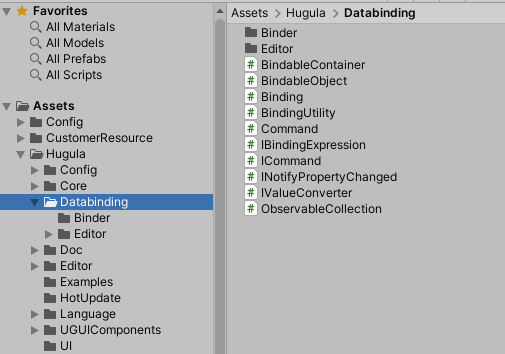 Favorites
All Materials
All Models
All Prefabs
All Scripts
Assets
Config
CustomerResource
Hugula
Config
Core
Databinding
Binder
Editor
Doc
Editor
Examples
HotUpdate
Language
UGUIComponents
UI
Assets Hugula Databinding
Binder
Editor
BindableContainer
BindableObject
Binding
BindingUtility
Command
IBindingExpression
ICommand
INotifyPropertyChanged
IValueConverter
ObservableCollection